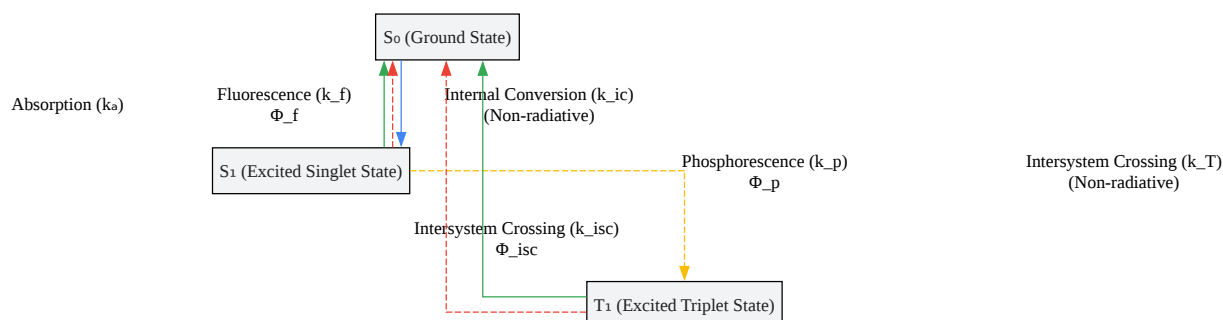 S₀ (Ground State)
Absorption (kₐ)
Fluorescence (k_f)
Φ_f
Internal Conversion (k_ic)
(Non-radiative)
S₁ (Excited Singlet State)
Phosphorescence (k_p)
Φ_p
Intersystem Crossing (k_T)
(Non-radiative)
Intersystem Crossing (k_isc)
Φ_isc
T₁ (Excited Triplet State)